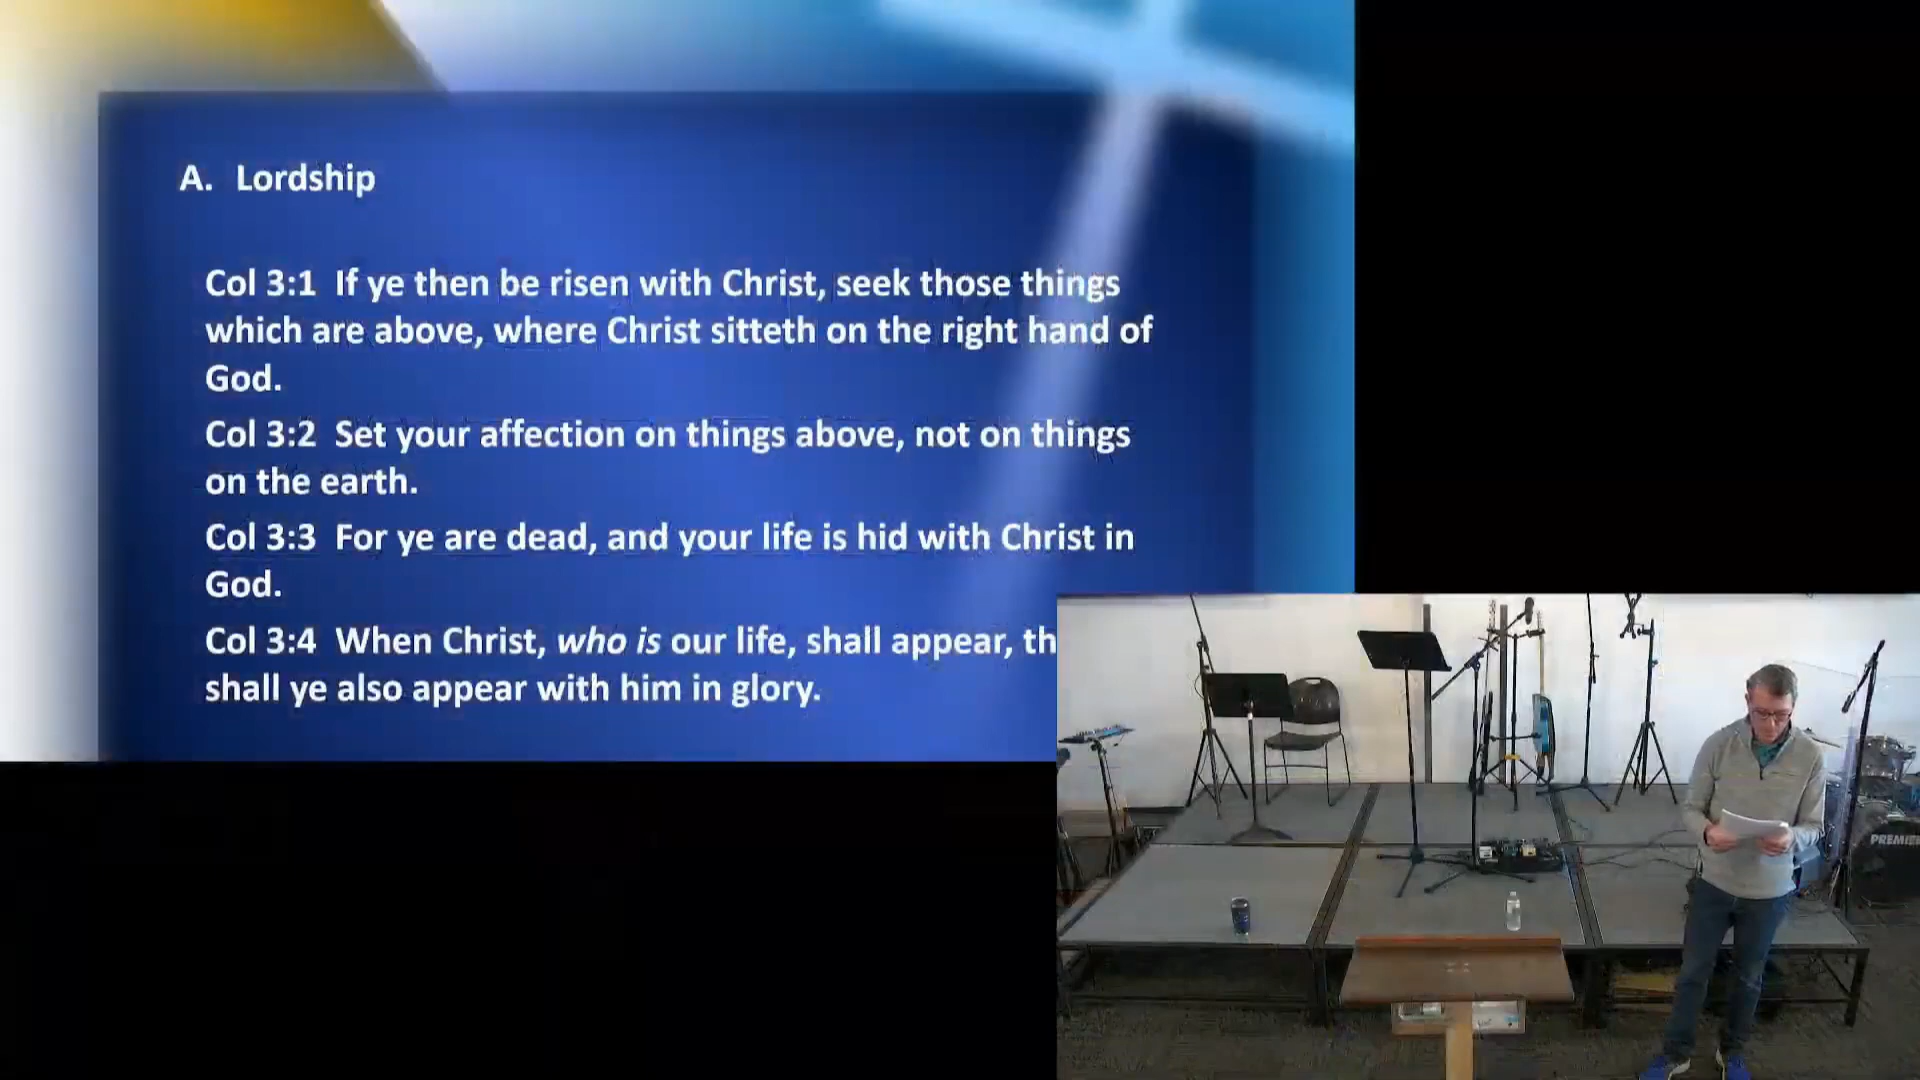 A. Lordship
Col 3:1 If ye then be risen with Christ, seek those things
which are above, where Christ sitteth on the right hand of
God.
Col 3:2 Set your affection on things above, not on things
on the earth.
Col 3:3 For ye are dead, and your life is hid with Christ in
God.
Col 3:4 When Christ, who is our life, shall appear, th
shall ye also appear with him in glory.
PREMIE